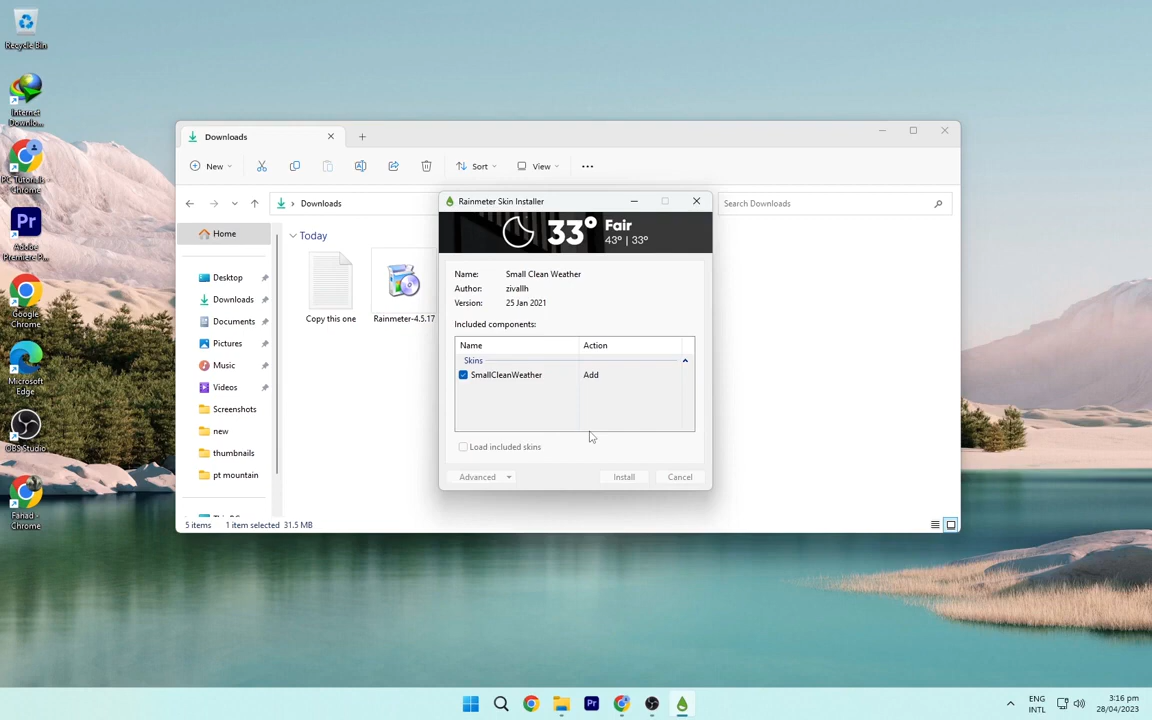 Recycle Bin
Internet
Downlo...
PC Tutorials -
Chrome
Adobe
Premiere P...
Google
Chrome
Microsoft
Edge
OBS Studio
Fahad -
Chrome
Downloads
New
Sort
View
Downloads
Search Downloads
Home
Desktop
Downloads
Documents
Pictures
Music
Videos
Screenshots
new
thumbnails
pt mountain
Today
Copy this one
Rainmeter-4.5.17
5 items
1 item selected 31.5 MB
Rainmeter Skin Installer
33° Fair
43° | 33°
Name: Small Clean Weather
Author: zivallh
Version: 25 Jan 2021
Included components:
Name Action
Skins
SmallCleanWeather Add
Load included skins
Advanced Install Cancel
Pr
Pr
ENG
INTL
3:16 pm
28/04/2023